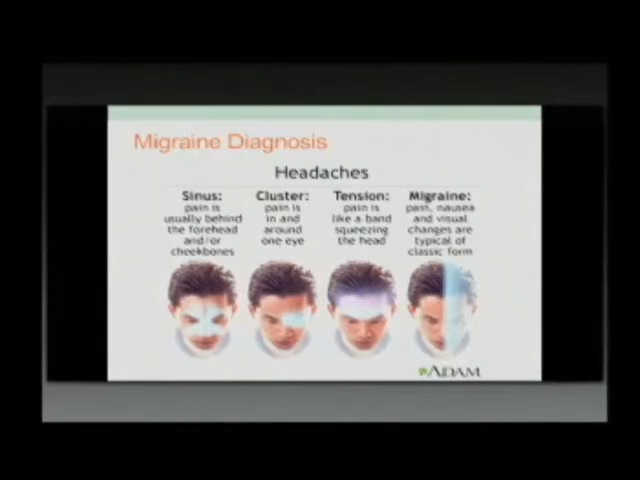 Migraine Diagnosis
Headaches
Sinus:
pain is
usually behind
the forehead
and/or
cheekbones
Cluster:
pain is
in and
around
one eye
Tension:
pain is
like a band
squeezing
the head
Migraine:
pain, nausea
and visual
changes are
typical of
classic form
ADAM